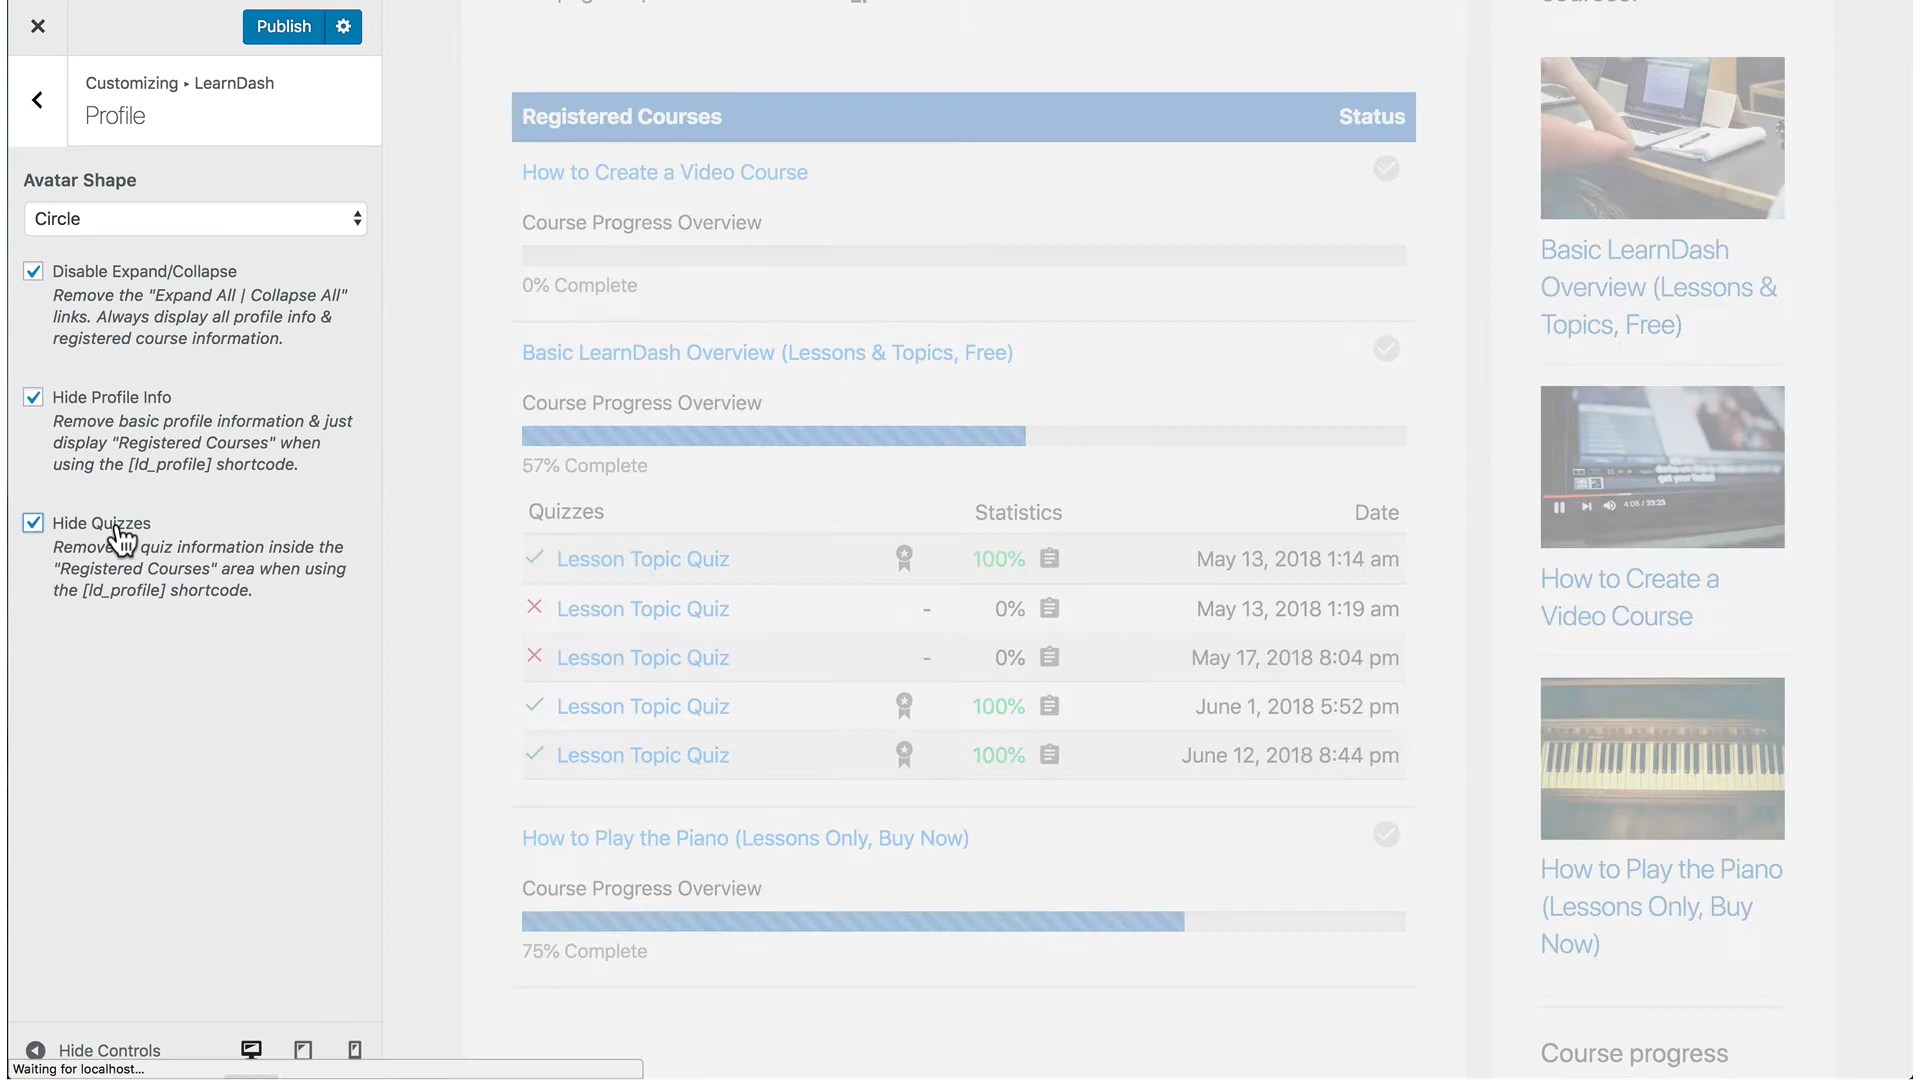 Publish
Customizing ▸ LearnDash
Profile
Avatar Shape
Circle
Disable Expand/Collapse
Remove the "Expand All | Collapse All"
links. Always display all profile info &
registered course information.
Hide Profile Info
Remove basic profile information & just
display "Registered Courses" when
using the [ld_profile] shortcode.
Hide Quizzes
Remove quiz information inside the
"Registered Courses" area when using
the [ld_profile] shortcode.
Hide Controls
Waiting for localhost...
Registered Courses Status
How to Create a Video Course
Course Progress Overview
0% Complete
Basic LearnDash Overview (Lessons & Topics, Free)
Course Progress Overview
57% Complete
Quizzes Statistics Date
Lesson Topic Quiz 100% May 13, 2018 1:14 am
Lesson Topic Quiz - 0% May 13, 2018 1:19 am
Lesson Topic Quiz - 0% May 17, 2018 8:04 pm
Lesson Topic Quiz 100% June 1, 2018 5:52 pm
Lesson Topic Quiz 100% June 12, 2018 8:44 pm
How to Play the Piano (Lessons Only, Buy Now)
Course Progress Overview
75% Complete
Basic LearnDash
Overview (Lessons &
Topics, Free)
4:05 / 33:23
How to Create a
Video Course
How to Play the Piano
(Lessons Only, Buy
Now)
Course progress